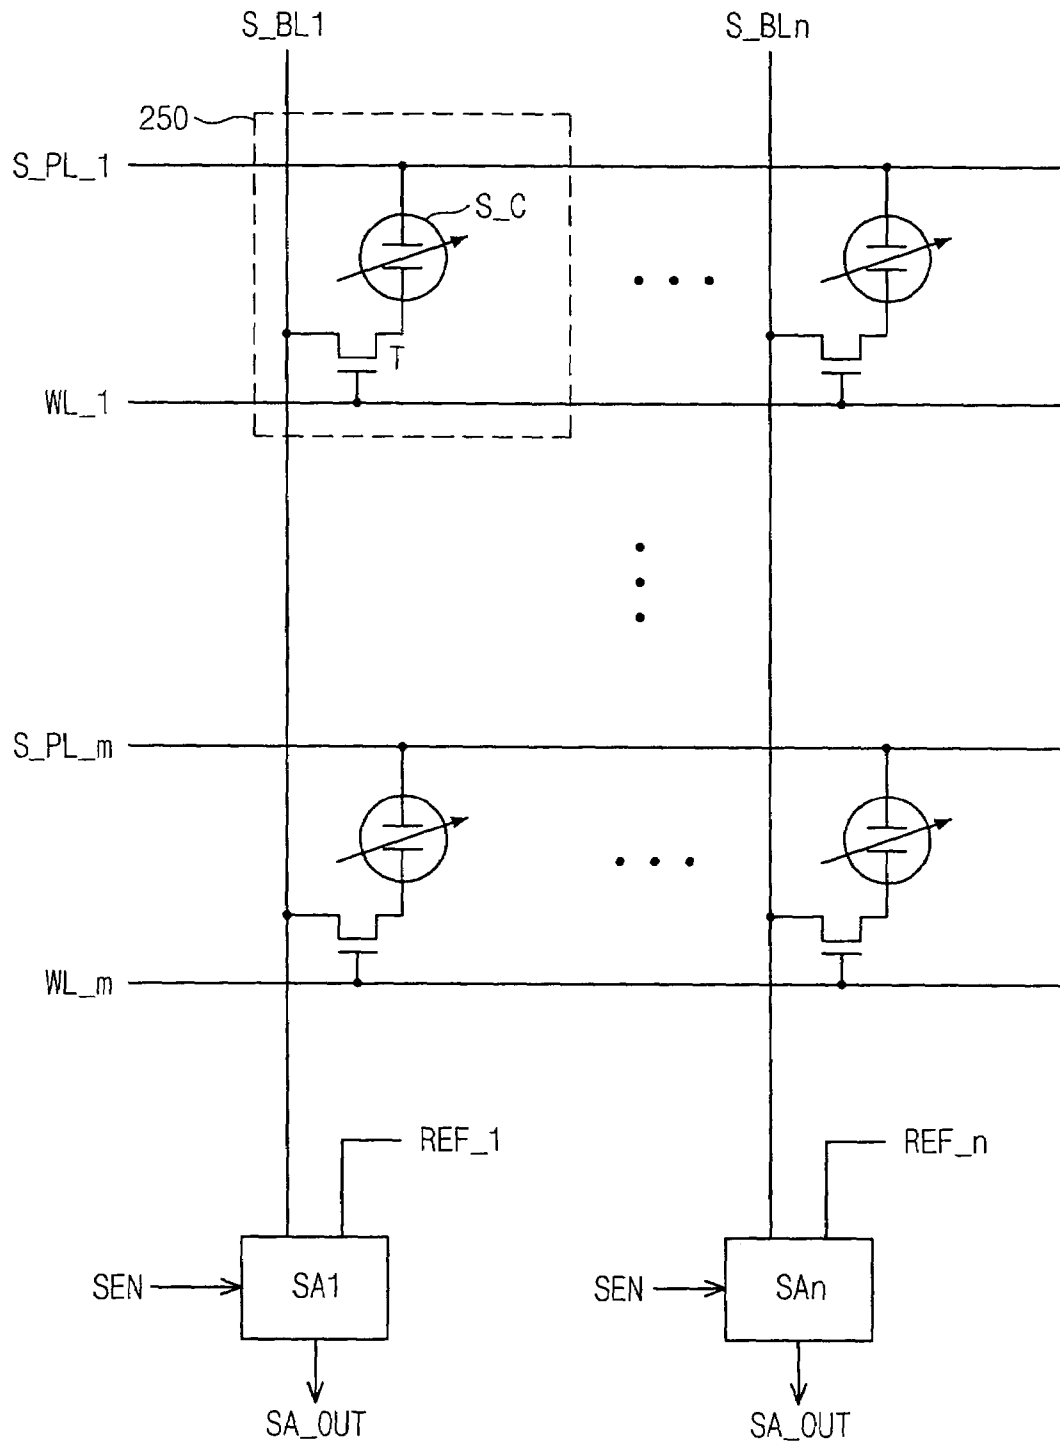 S_BL1 S_BLn
250
S_PL_1
S_C
T
WL_1
S_PL_m
WL_m
REF_1 REF_n
SEN SA1 SEN SAn
SA_OUT SA_OUT